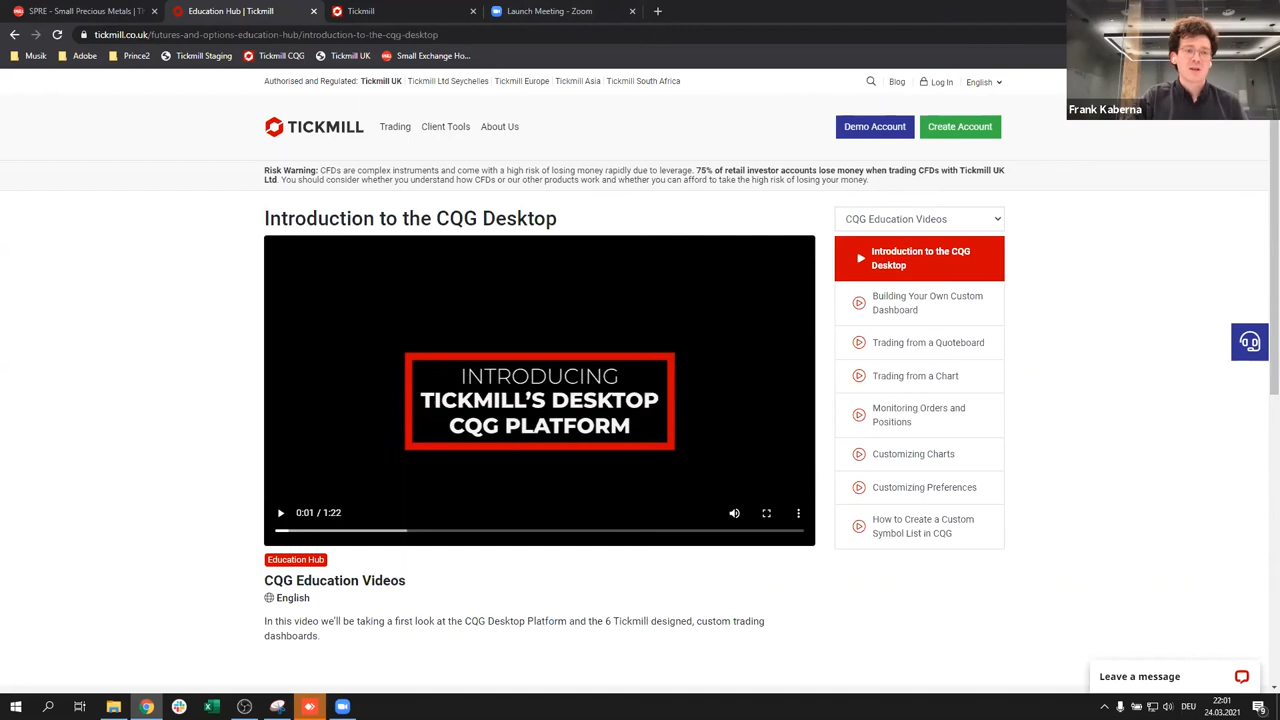 SPRE - Small Precious Metals | T
Education Hub | Tickmill
Tickmill
Launch Meeting - Zoom
tickmill.co.uk/futures-and-options-education-hub/introduction-to-the-cqg-desktop
Musik
Adobe
Prince2
Tickmill Staging
Tickmill CQG
Tickmill UK
Small Exchange Ho...
Frank Kaberna
Authorised and Regulated: Tickmill UK | Tickmill Ltd Seychelles | Tickmill Europe | Tickmill Asia | Tickmill South Africa
Blog
Log In
English
TICKMILL
Trading
Client Tools
About Us
Demo Account
Create Account
Risk Warning: CFDs are complex instruments and come with a high risk of losing money rapidly due to leverage. 75% of retail investor accounts lose money when trading CFDs with Tickmill UK
Ltd. You should consider whether you understand how CFDs or our other products work and whether you can afford to take the high risk of losing your money.
Introduction to the CQG Desktop
INTRODUCING
TICKMILL'S DESKTOP
CQG PLATFORM
0:01 / 1:22
CQG Education Videos
Introduction to the CQG
Desktop
Building Your Own Custom
Dashboard
Trading from a Quoteboard
Trading from a Chart
Monitoring Orders and
Positions
Customizing Charts
Customizing Preferences
How to Create a Custom
Symbol List in CQG
Education Hub
CQG Education Videos
English
In this video we'll be taking a first look at the CQG Desktop Platform and the 6 Tickmill designed, custom trading
dashboards.
Leave a message
DEU
22:01
24.03.2021